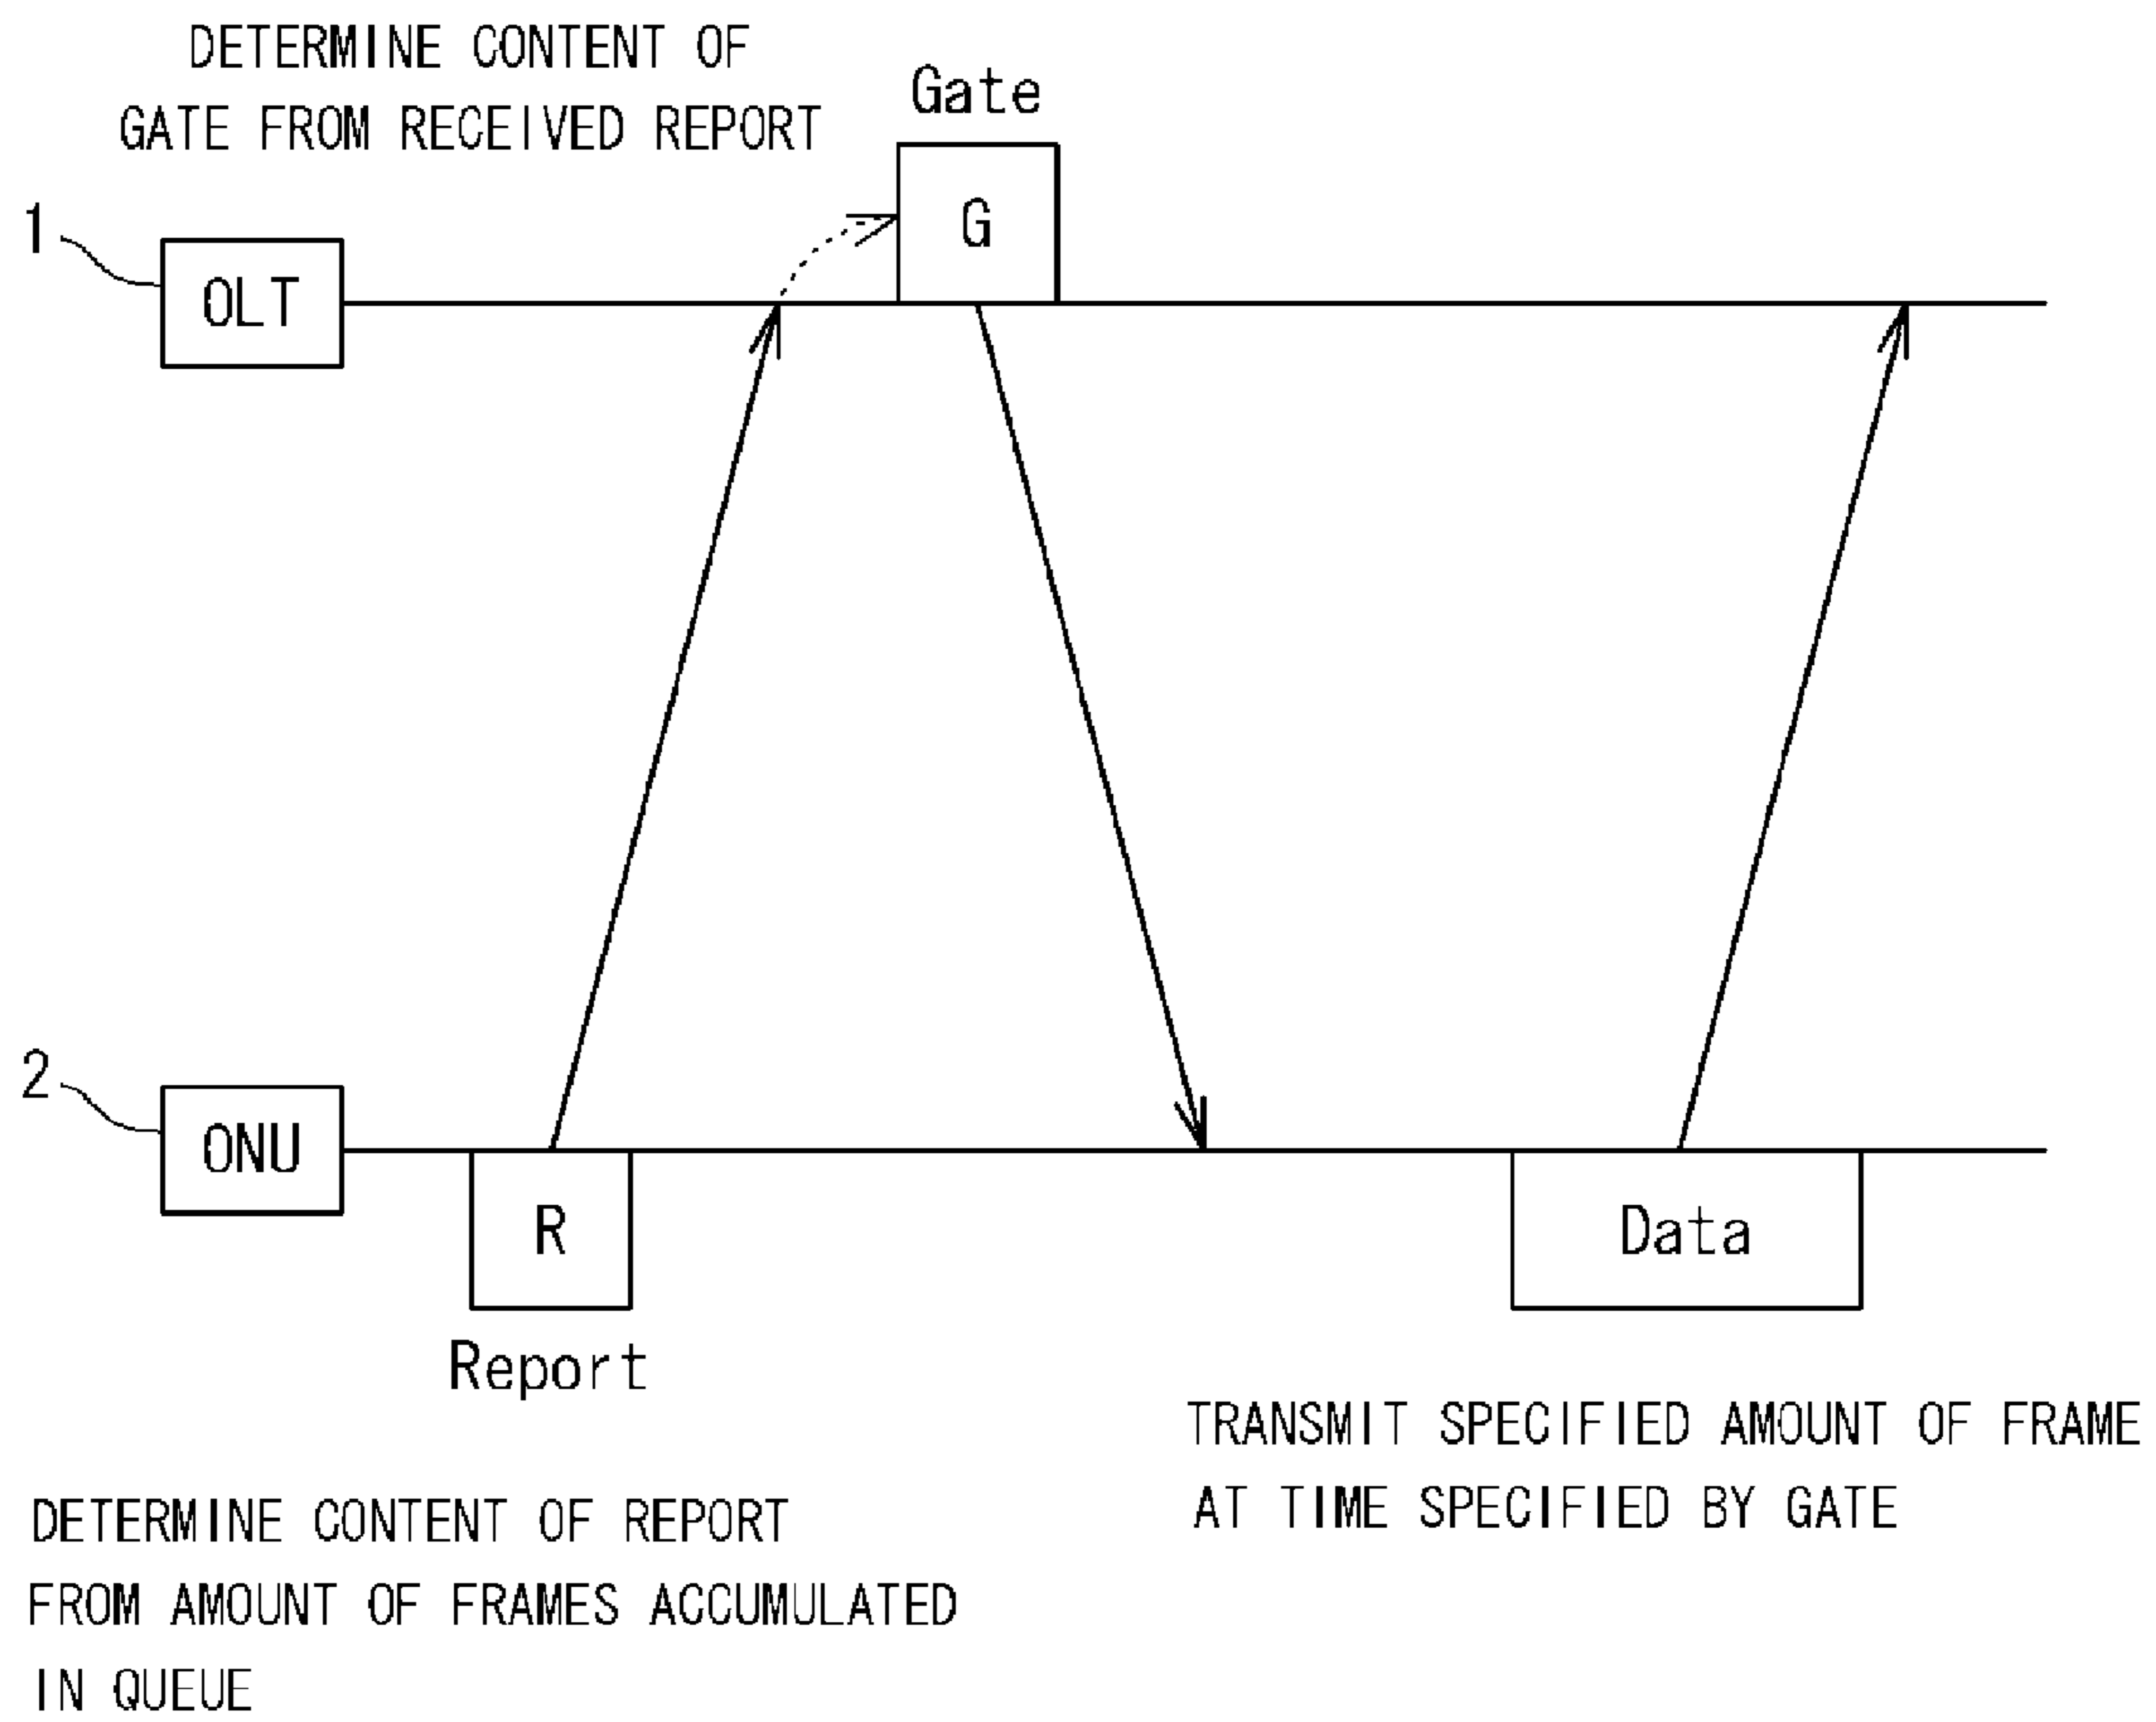 DETERMINE CONTENT OF
GATE FROM RECEIVED REPORT
Gate
G
1
OLT
2
ONU
R
Data
Report
TRANSMIT SPECIFIED AMOUNT OF FRAME
AT TIME SPECIFIED BY GATE
DETERMINE CONTENT OF REPORT
FROM AMOUNT OF FRAMES ACCUMULATED
IN QUEUE